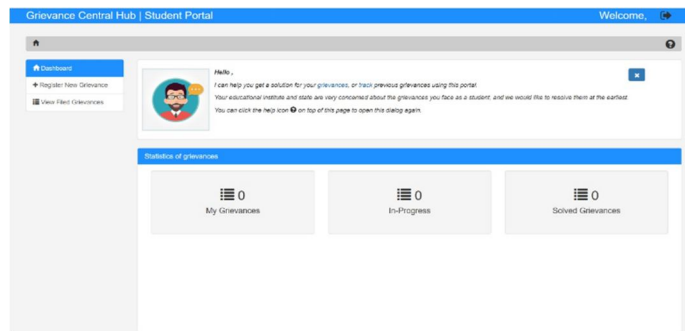 Grievance Central Hub | Student Portal
Welcome,
Dashboard
Register New Grievance
View Filed Grievances
Hello ,
I can help you get a solution for your grievances, or track previous grievances using this portal.
Your educational institute and state are very concerned about the grievances you face as a student, and we would like to resolve them at the earliest.
You can click the help icon on top of this page to open this dialog again.
Statistics of grievances
0
My Grievances
0
In-Progress
0
Solved Grievances